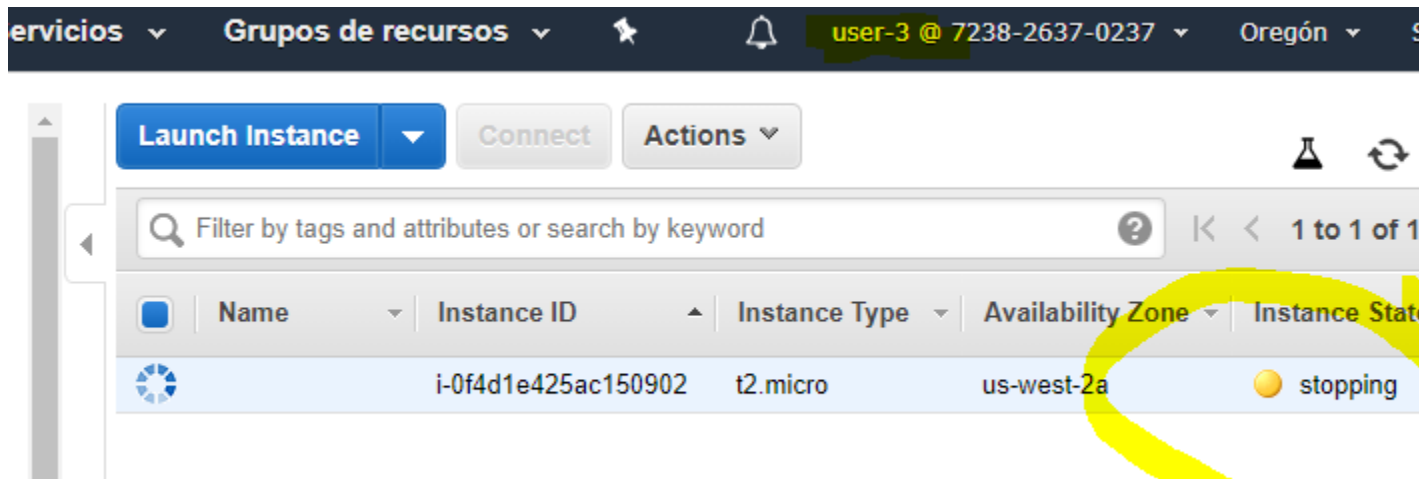 ervicios Grupos de recursos user-3 @ 7238-2637-0237 Oregón
Launch Instance Connect Actions
Filter by tags and attributes or search by keyword ? 1 to 1 of 1
Name Instance ID Instance Type Availability Zone Instance Stat
i-0f4d1e425ac150902 t2.micro us-west-2a stopping